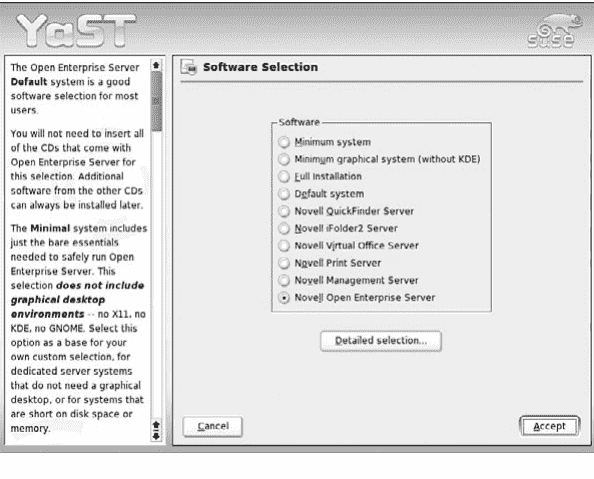 YaST
SUSE
The Open Enterprise Server
Default system is a good
software selection for most
users.
You will not need to insert all
of the CDs that come with
Open Enterprise Server for
this selection. Additional
software from the other CDs
can always be installed later.
The Minimal system includes
just the bare essentials
needed to safely run Open
Enterprise Server. This
selection does not include
graphical desktop
environments -- no X11, no
KDE, no GNOME. Select this
option as a base for your
own custom selection, for
dedicated server systems
that do not need a graphical
desktop, or for systems that
are short on disk space or
memory.
Software Selection
Software
Minimum system
Minimum graphical system (without KDE)
Full Installation
Default system
Novell QuickFinder Server
Novell iFolder2 Server
Novell Virtual Office Server
Novell Print Server
Novell Management Server
Novell Open Enterprise Server
Detailed selection...
Cancel
Accept